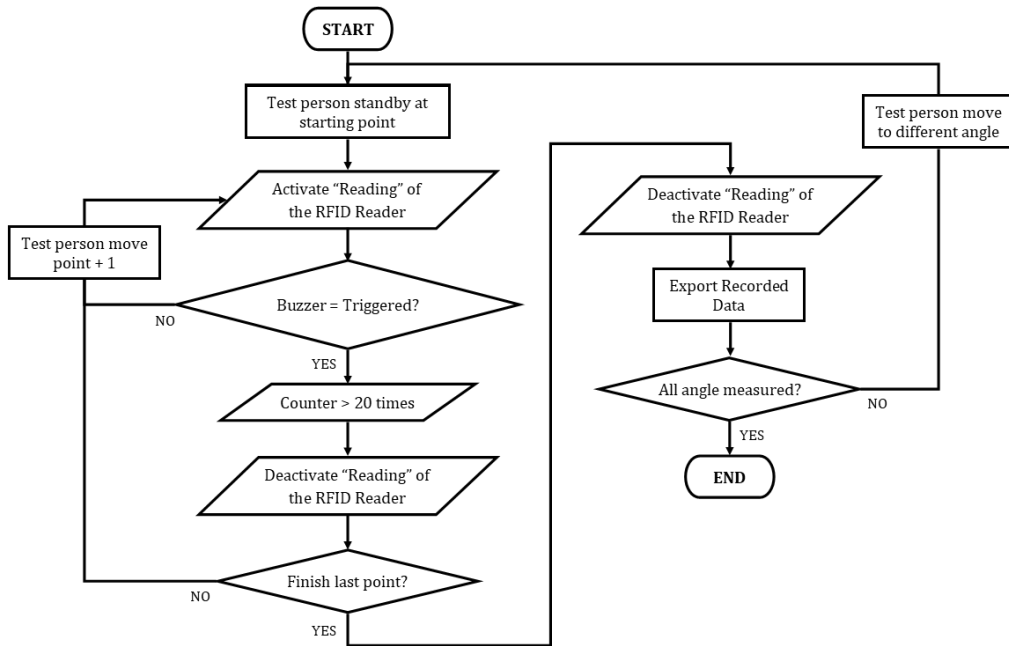 START
Test person standby at
starting point
Activate “Reading” of
the RFID Reader
Test person move
point + 1
Buzzer = Triggered?
NO
YES
Counter > 20 times
Deactivate “Reading” of
the RFID Reader
Finish last point?
NO
YES
Test person move
to different angle
Deactivate “Reading” of
the RFID Reader
Export Recorded
Data
All angle measured?
NO
YES
END